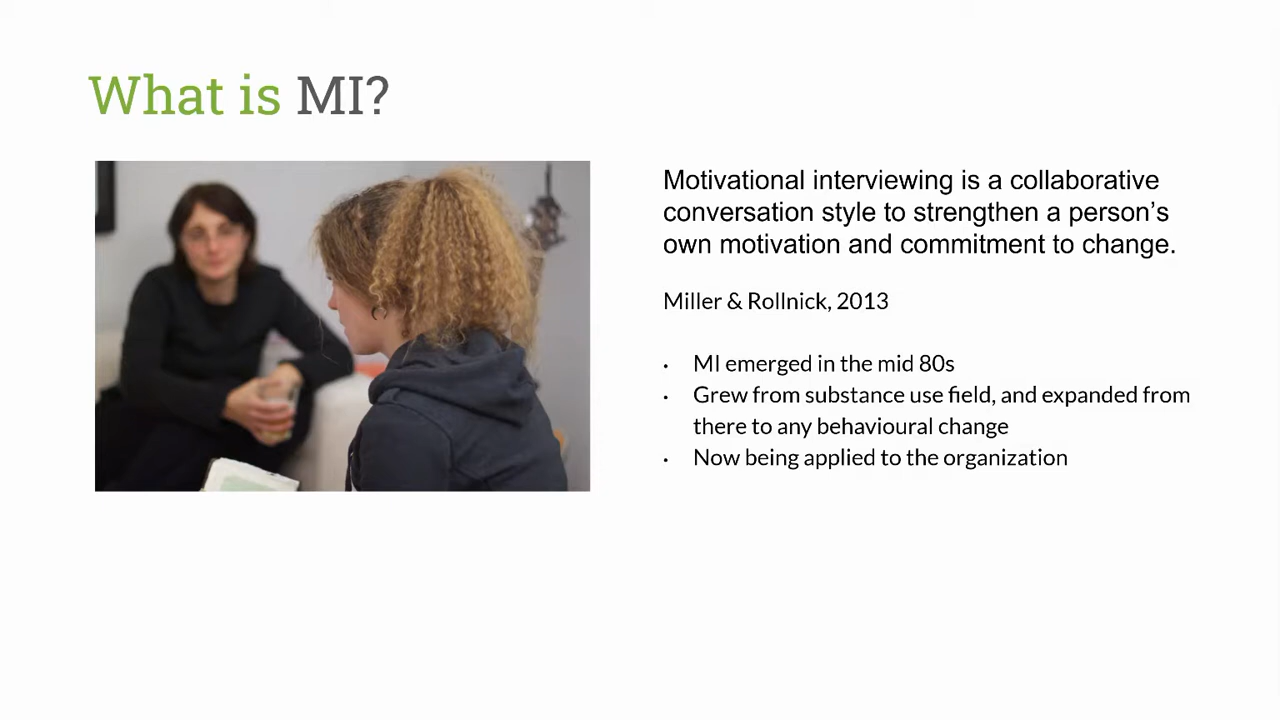 What is MI?
Motivational interviewing is a collaborative
conversation style to strengthen a person’s
own motivation and commitment to change.
Miller & Rollnick, 2013
• MI emerged in the mid 80s
• Grew from substance use field, and expanded from
there to any behavioural change
• Now being applied to the organization